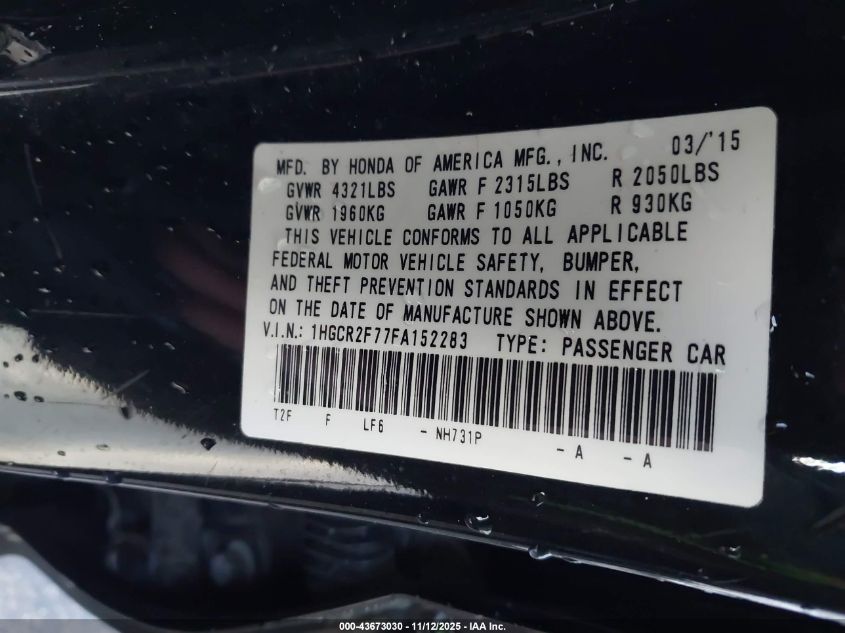 MFD. BY HONDA OF AMERICA MFG., INC. 03/'15
GVWR 4321LBS GAWR F 2315LBS R 2050LBS
GVWR 1960KG GAWR F 1050KG R 930KG
THIS VEHICLE CONFORMS TO ALL APPLICABLE
FEDERAL MOTOR VEHICLE SAFETY, BUMPER,
AND THEFT PREVENTION STANDARDS IN EFFECT
ON THE DATE OF MANUFACTURE SHOWN ABOVE.
V.I.N.: 1HGCR2F77FA152283 TYPE: PASSENGER CAR
T2F F LF6 - NH731P - A - A
000-43673030 - 11/12/2025 - IAA Inc.